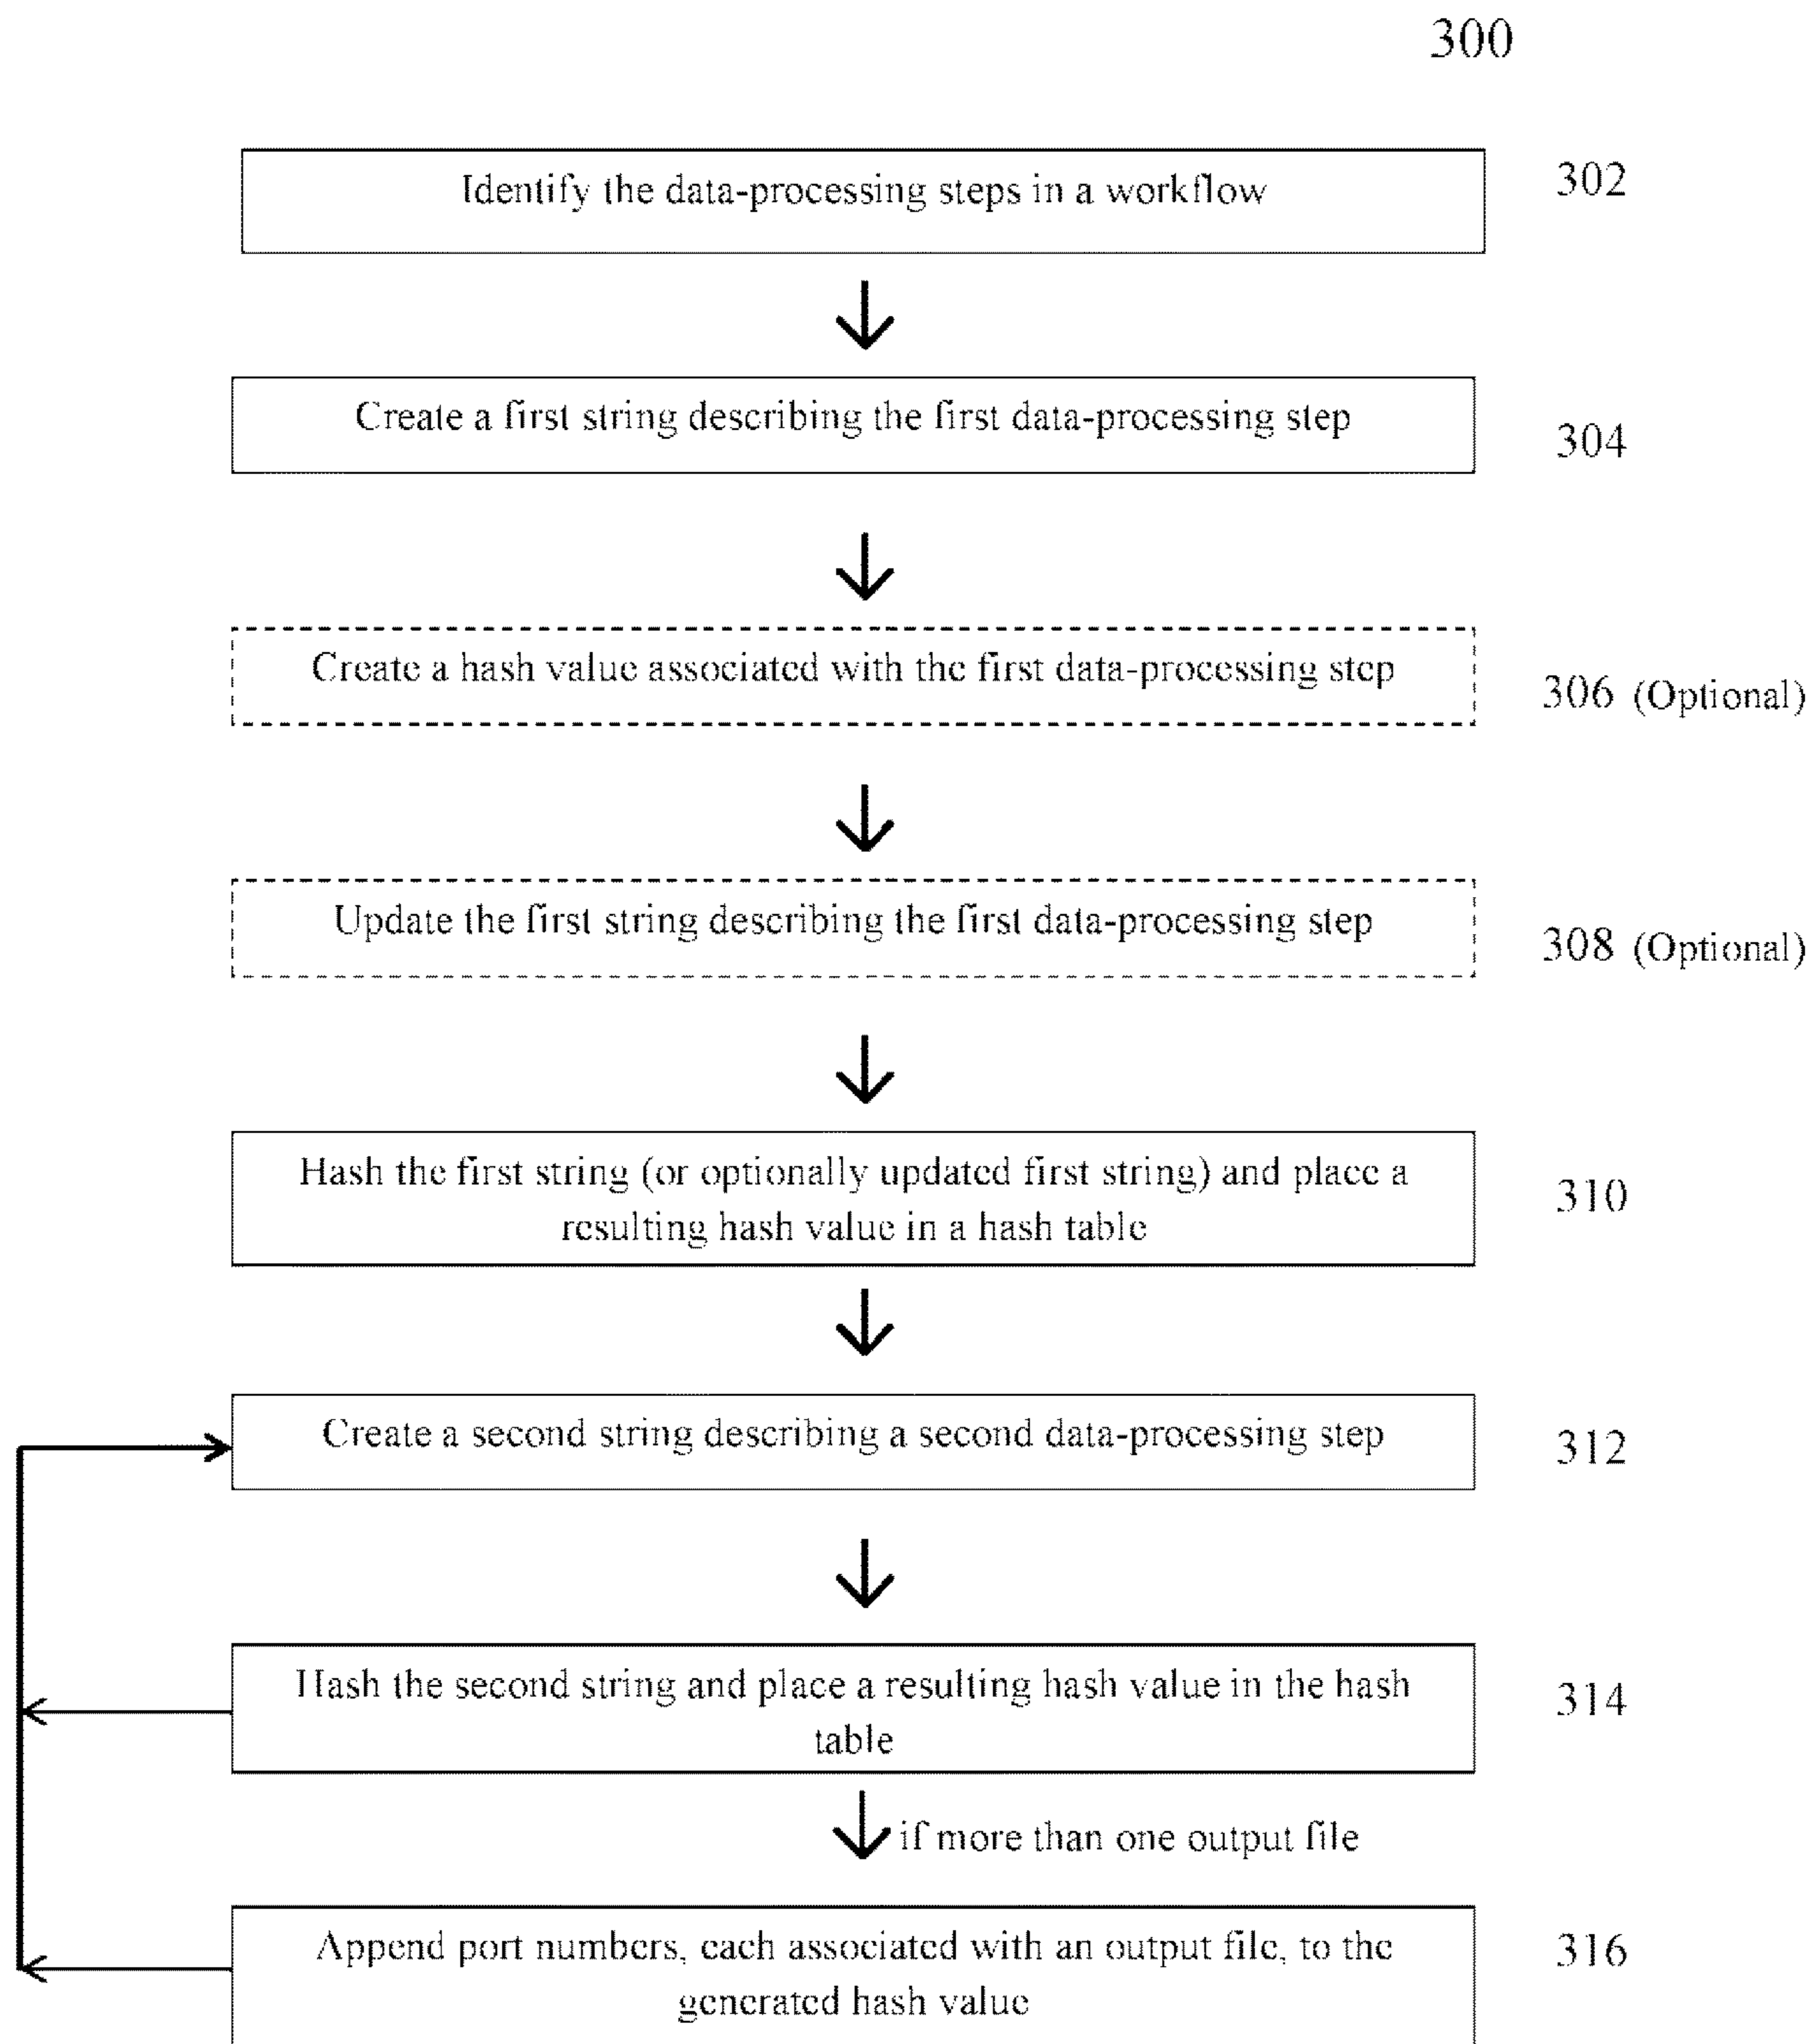 300
Identify the data-processing steps in a workflow
302
Create a first string describing the first data-processing step
304
Create a hash value associated with the first data-processing step
306 (Optional)
Update the first string describing the first data-processing step
308 (Optional)
Hash the first string (or optionally updated first string) and place a
resulting hash value in a hash table
310
Create a second string describing a second data-processing step
312
Hash the second string and place a resulting hash value in the hash
table
314
if more than one output file
Append port numbers, each associated with an output file, to the
generated hash value
316